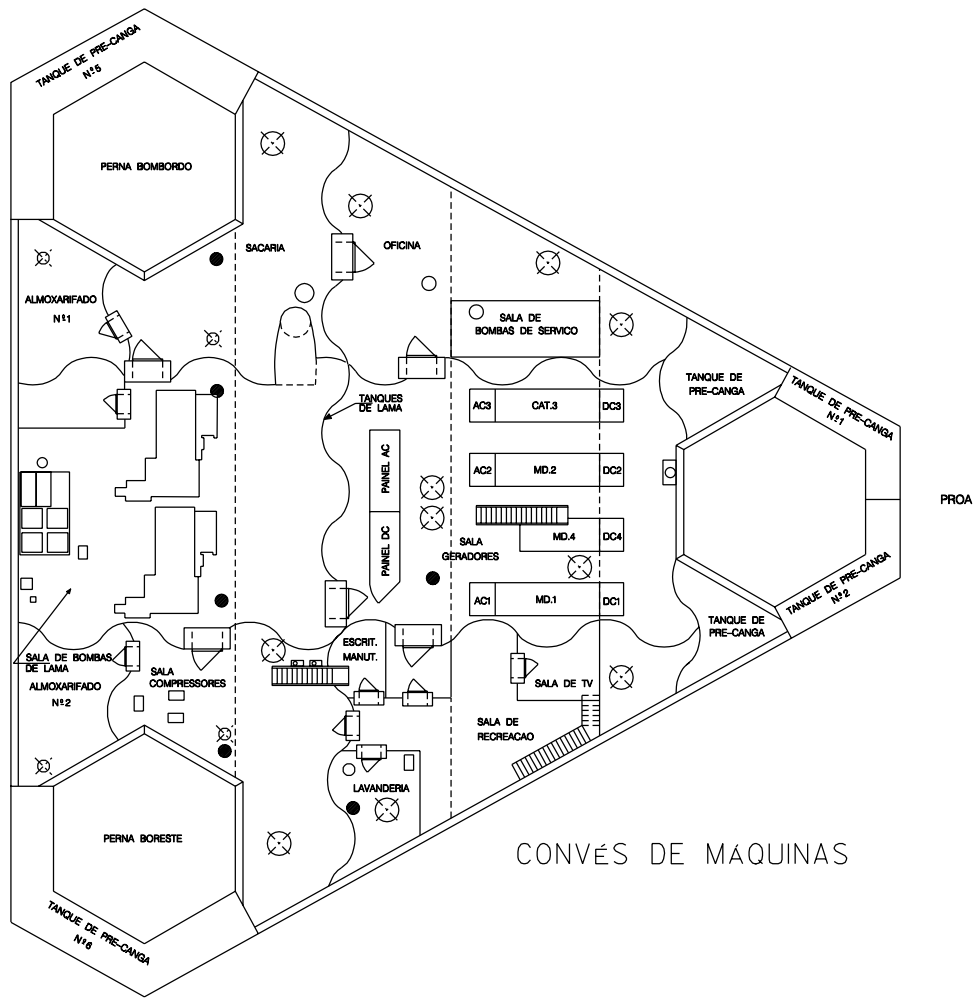 TANQUE DE PRE-CANGA
Nº5
PERNA BOMBORDO
SACARIA
OFICINA
ALMOXARIFADO
Nº1
SALA DE
BOMBAS DE SERVICO
TANQUE DE
PRE-CANGA
TANQUE DE PRE-CANGA
Nº1
TANQUES
DE LAMA
AC3
CAT.3
DC3
PAINEL AC
AC2
MD.2
DC2
PROA
PAINEL DC
SALA
GERADORES
MD.4
DC4
AC1
MD.1
DC1
TANQUE DE PRE-CANGA
Nº2
TANQUE DE
PRE-CANGA
SALA DE BOMBAS
DE LAMA
ALMOXARIFADO
Nº2
SALA
COMPRESSORES
ESCRIT.
MANUT.
SALA DE TV
SALA DE
RECREACAO
LAVANDERIA
PERNA BORESTE
CONVÉS DE MÁQUINAS
TANQUE DE PRE-CANGA
Nº6